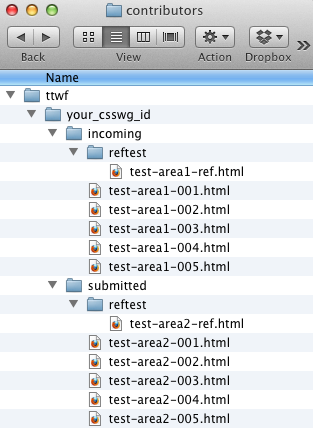 contributors
Back View Action Dropbox
Name
ttwf
your_csswg_id
incoming
reftest
test-area1-ref.html
test-area1-001.html
test-area1-002.html
test-area1-003.html
test-area1-004.html
test-area1-005.html
submitted
reftest
test-area2-ref.html
test-area2-001.html
test-area2-002.html
test-area2-003.html
test-area2-004.html
test-area2-005.html